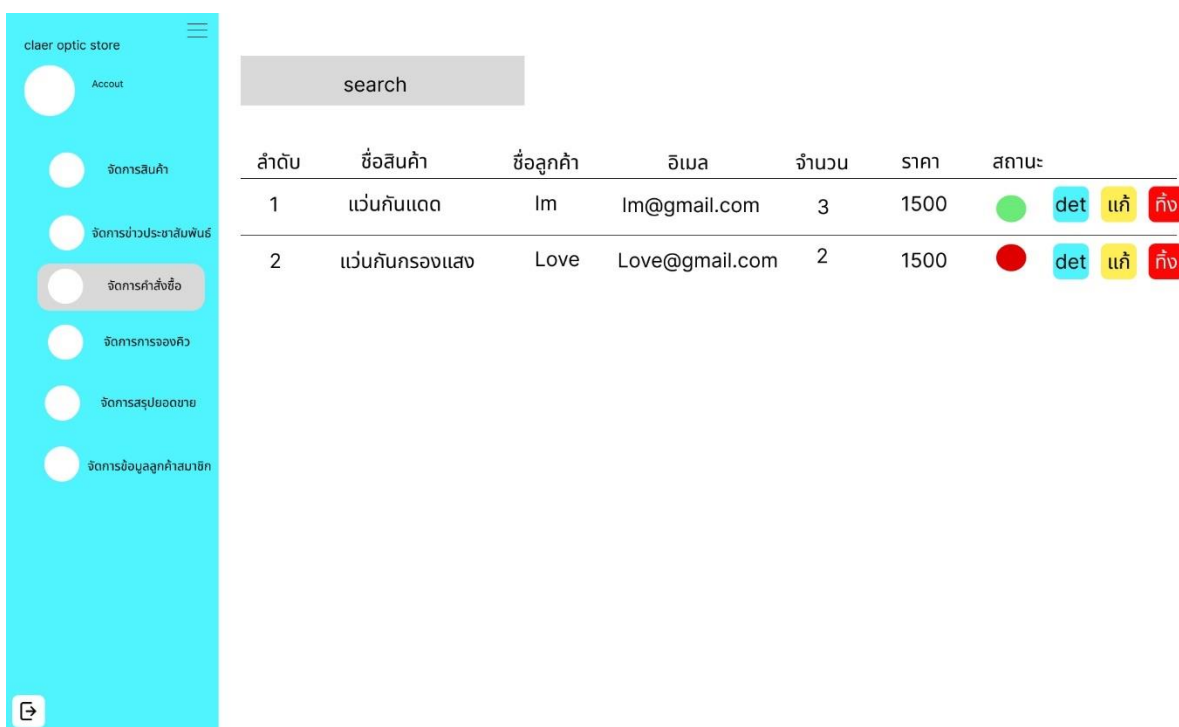 claer optic store
Accout
จัดการสินค้า
จัดการข่าวประชาสัมพันธ์
จัดการคำสั่งซื้อ
จัดการการจองคิว
จัดการสรุปยอดขาย
จัดการข้อมูลลูกค้าสมาชิก
search
ลำดับ ชื่อสินค้า ชื่อลูกค้า อิเมล จำนวน ราคา สถานะ
1 แว่นกันแดด Im Im@gmail.com 3 1500 det แก้ ทิ้ง
2 แว่นกันกรองแสง Love Love@gmail.com 2 1500 det แก้ ทิ้ง